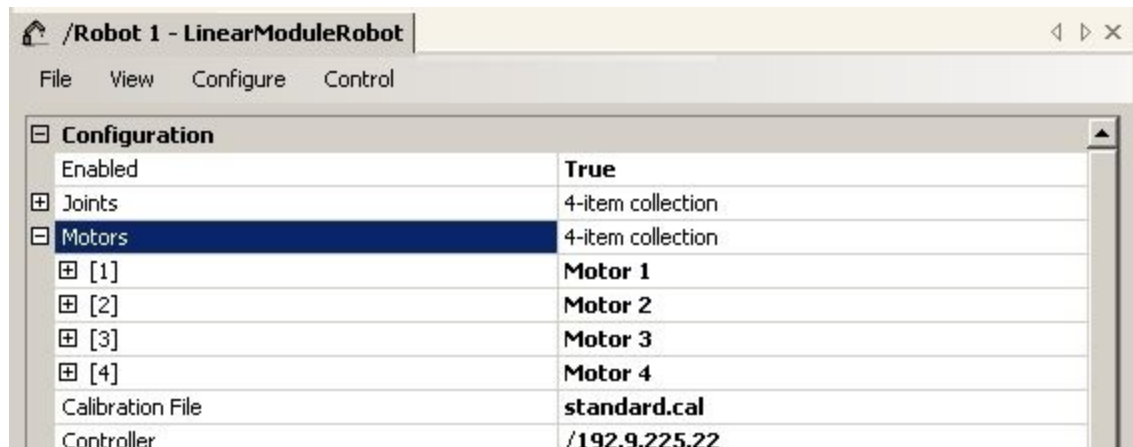 /Robot 1 - LinearModuleRobot
File View Configure Control
Configuration
Enabled True
Joints 4-item collection
Motors 4-item collection
[1] Motor 1
[2] Motor 2
[3] Motor 3
[4] Motor 4
Calibration File standard.cal
Controller /192.9.225.22